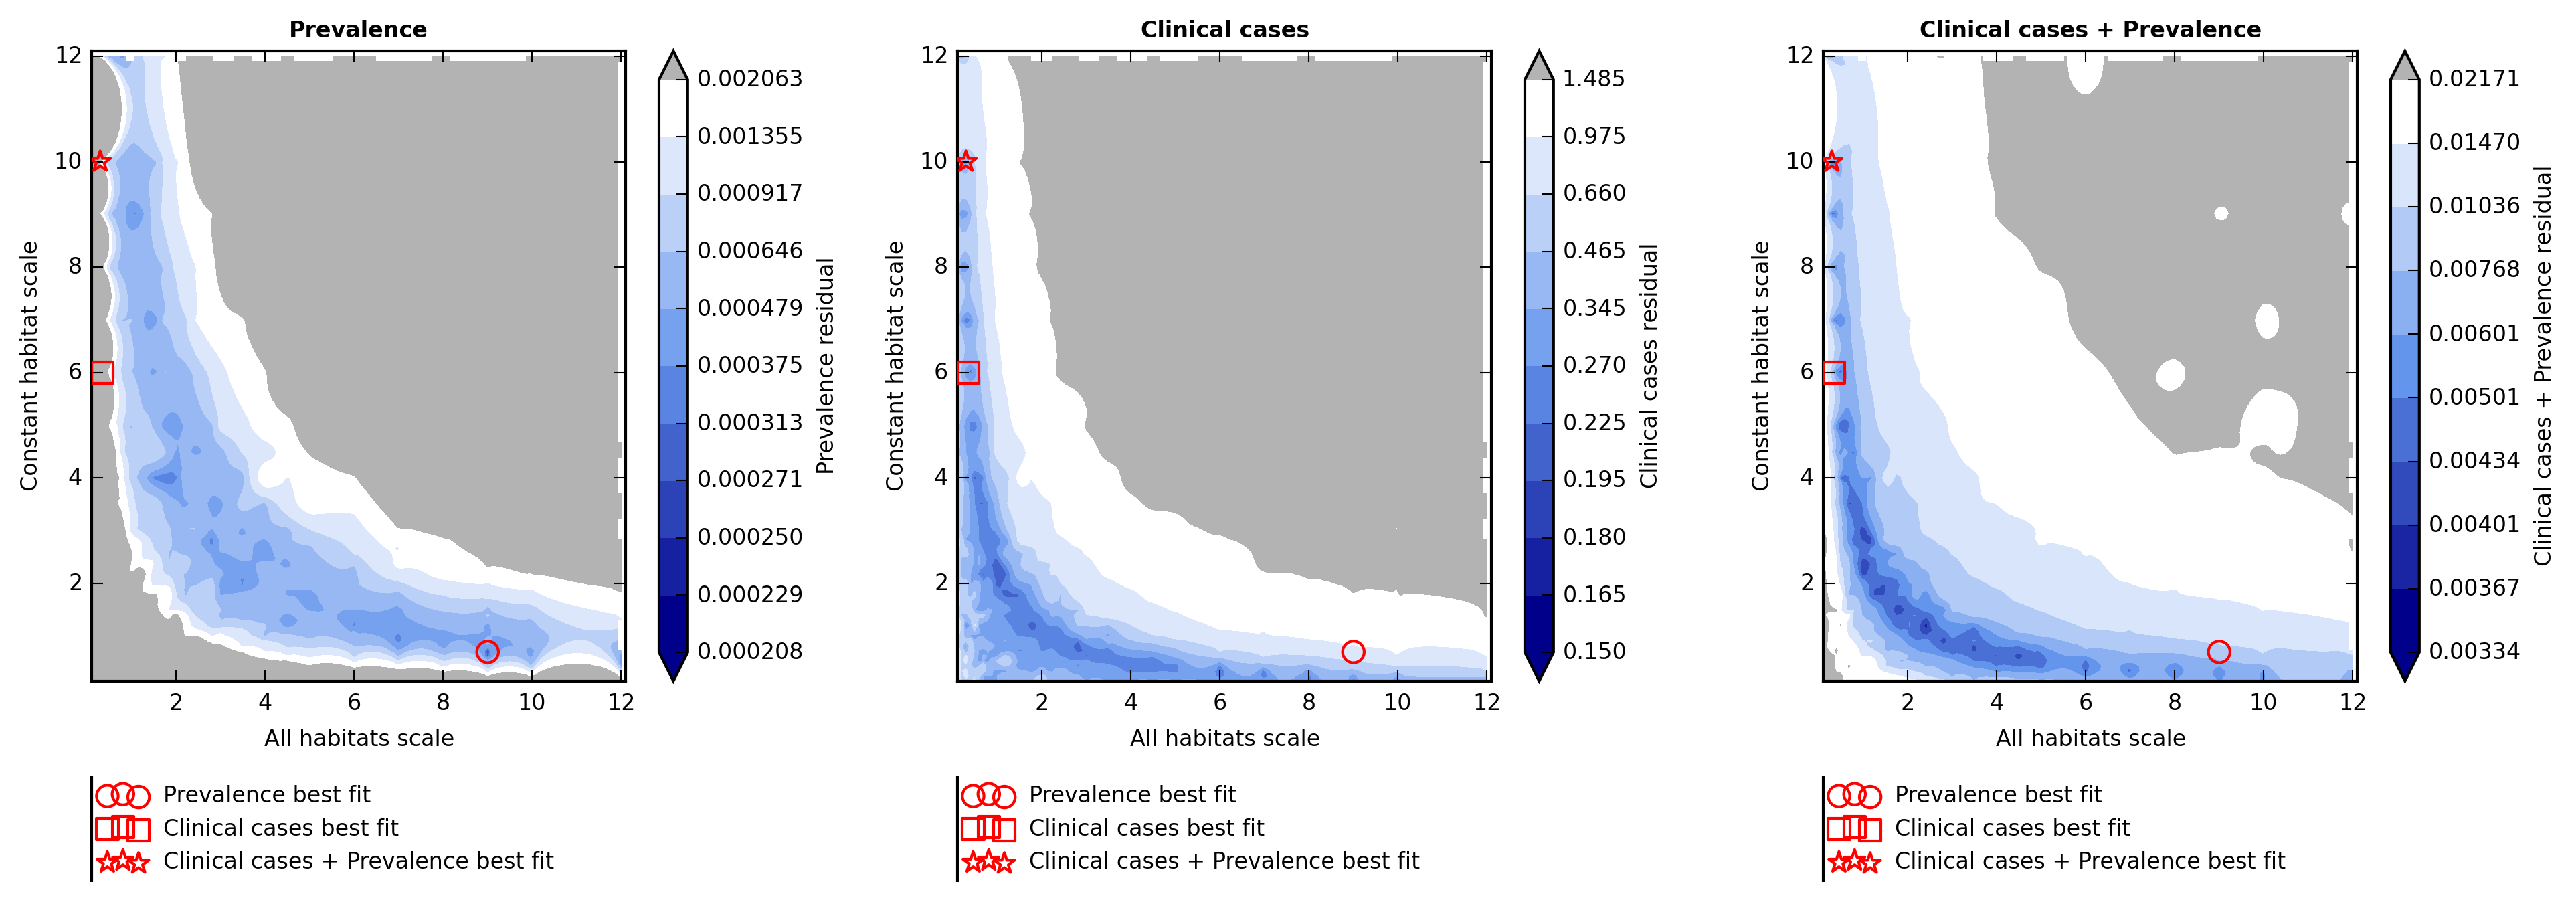 Prevalence
Clinical cases
Clinical cases + Prevalence
12
10
8
6
4
2
Constant habitat scale
2 4 6 8 10 12
All habitats scale
0.002063
0.001355
0.000917
0.000646
0.000479
0.000375
0.000313
0.000271
0.000250
0.000229
0.000208
Prevalence residual
Prevalence best fit
Clinical cases best fit
Clinical cases + Prevalence best fit
12
10
8
6
4
2
Constant habitat scale
2 4 6 8 10 12
All habitats scale
1.485
0.975
0.660
0.465
0.345
0.270
0.225
0.195
0.180
0.165
0.150
Clinical cases residual
Prevalence best fit
Clinical cases best fit
Clinical cases + Prevalence best fit
12
10
8
6
4
2
Constant habitat scale
2 4 6 8 10 12
All habitats scale
0.02171
0.01470
0.01036
0.00768
0.00601
0.00501
0.00434
0.00401
0.00367
0.00334
Clinical cases + Prevalence residual
Prevalence best fit
Clinical cases best fit
Clinical cases + Prevalence best fit